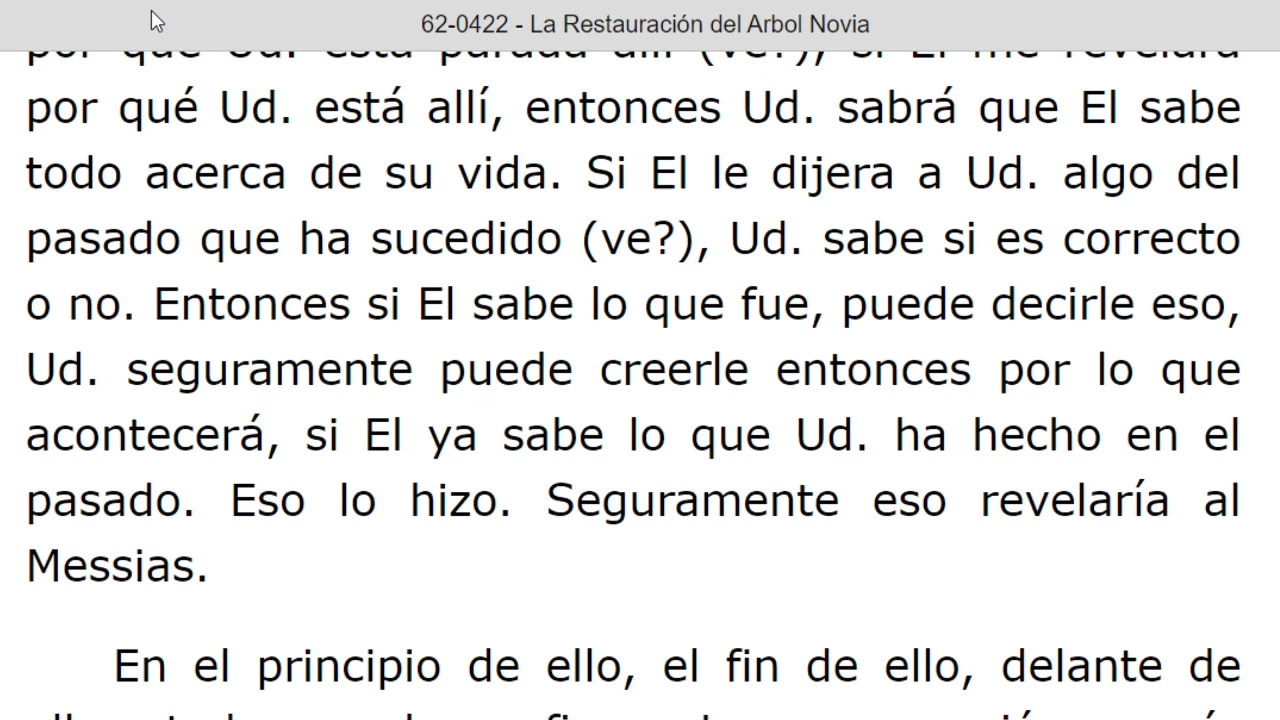 62-0422 - La Restauración del Arbol Novia
por qué Ud. está allí, entonces Ud. sabrá que El sabe
todo acerca de su vida. Si El le dijera a Ud. algo del
pasado que ha sucedido (ve?), Ud. sabe si es correcto
o no. Entonces si El sabe lo que fue, puede decirle eso,
Ud. seguramente puede creerle entonces por lo que
acontecerá, si El ya sabe lo que Ud. ha hecho en el
pasado. Eso lo hizo. Seguramente eso revelaría al
Messias.
En el principio de ello, el fin de ello, delante de